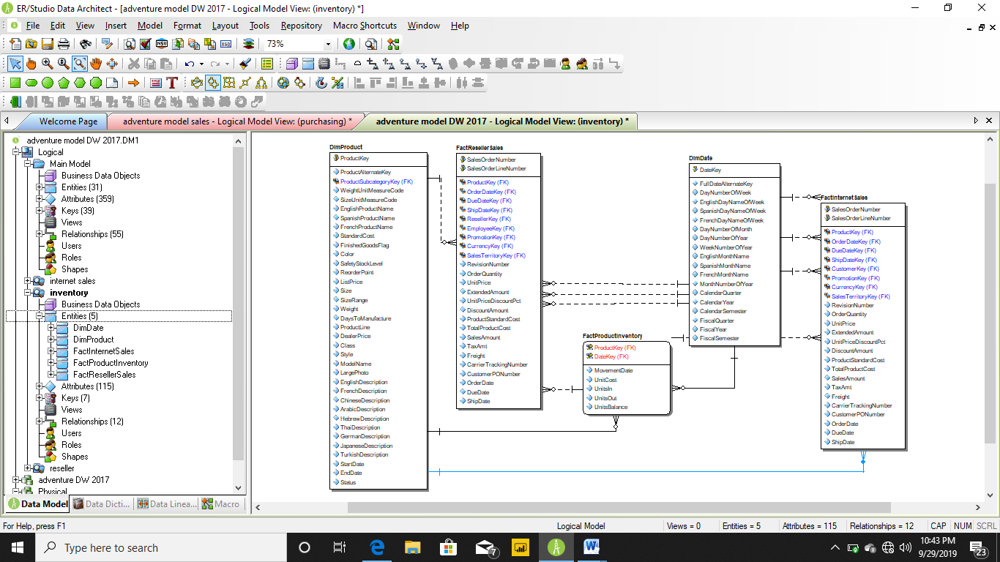 ER/Studio Data Architect - [adventure model DW 2017 - Logical Model View: (inventory) *]
File Edit View Insert Model Format Layout Tools Repository Macro Shortcuts Window Help
73%
Welcome Page
adventure model sales - Logical Model View: (purchasing) *
adventure model DW 2017 - Logical Model View: (inventory) *
adventure model DW 2017.DM1
Logical
Main Model
Business Data Objects
Entities (31)
Attributes (359)
Keys (39)
Views
Relationships (55)
Users
Roles
Shapes
internet sales
inventory
Business Data Objects
Entities (5)
DimDate
DimProduct
FactInternetSales
FactProductInventory
FactResellerSales
Attributes (115)
Keys (7)
Views
Relationships (12)
Users
Roles
Shapes
reseller
adventure DW 2017
Physical
Data Model
Data Dicti...
Data Linea...
Macro
DimProduct
ProductKey
ProductAlternateKey
ProductSubcategoryKey (FK)
WeightUnitMeasureCode
SizeUnitMeasureCode
EnglishProductName
SpanishProductName
FrenchProductName
StandardCost
FinishedGoodsFlag
Color
SafetyStockLevel
ReorderPoint
ListPrice
Size
SizeRange
Weight
DaysToManufacture
ProductLine
DealerPrice
Class
Style
ModelName
LargePhoto
EnglishDescription
FrenchDescription
ChineseDescription
ArabicDescription
HebrewDescription
ThaiDescription
GermanDescription
JapaneseDescription
TurkishDescription
StartDate
EndDate
Status
FactResellerSales
SalesOrderNumber
SalesOrderLineNumber
ProductKey (FK)
OrderDateKey (FK)
DueDateKey (FK)
ShipDateKey (FK)
ResellerKey (FK)
EmployeeKey (FK)
PromotionKey (FK)
CurrencyKey (FK)
SalesTerritoryKey (FK)
RevisionNumber
OrderQuantity
UnitPrice
ExtendedAmount
UnitPriceDiscountPct
DiscountAmount
ProductStandardCost
TotalProductCost
SalesAmount
TaxAmt
Freight
CarrierTrackingNumber
CustomerPONumber
OrderDate
DueDate
ShipDate
FactProductInventory
ProductKey (FK)
DateKey (FK)
MovementDate
UnitCost
UnitsIn
UnitsOut
UnitsBalance
DimDate
DateKey
FullDateAlternateKey
DayNumberOfWeek
EnglishDayNameOfWeek
SpanishDayNameOfWeek
FrenchDayNameOfWeek
DayNumberOfMonth
DayNumberOfYear
WeekNumberOfYear
EnglishMonthName
SpanishMonthName
FrenchMonthName
MonthNumberOfYear
CalendarQuarter
CalendarYear
CalendarSemester
FiscalQuarter
FiscalYear
FiscalSemester
FactInternetSales
SalesOrderNumber
SalesOrderLineNumber
ProductKey (FK)
OrderDateKey (FK)
DueDateKey (FK)
ShipDateKey (FK)
CustomerKey (FK)
PromotionKey (FK)
CurrencyKey (FK)
SalesTerritoryKey (FK)
RevisionNumber
OrderQuantity
UnitPrice
ExtendedAmount
UnitPriceDiscountPct
DiscountAmount
ProductStandardCost
TotalProductCost
SalesAmount
TaxAmt
Freight
CarrierTrackingNumber
CustomerPONumber
OrderDate
DueDate
ShipDate
For Help, press F1
Logical Model
Views = 0
Entities = 5
Attributes = 115
Relationships = 12
CAP NUM SCRL
Type here to search
7
10:43 PM
9/29/2019
23